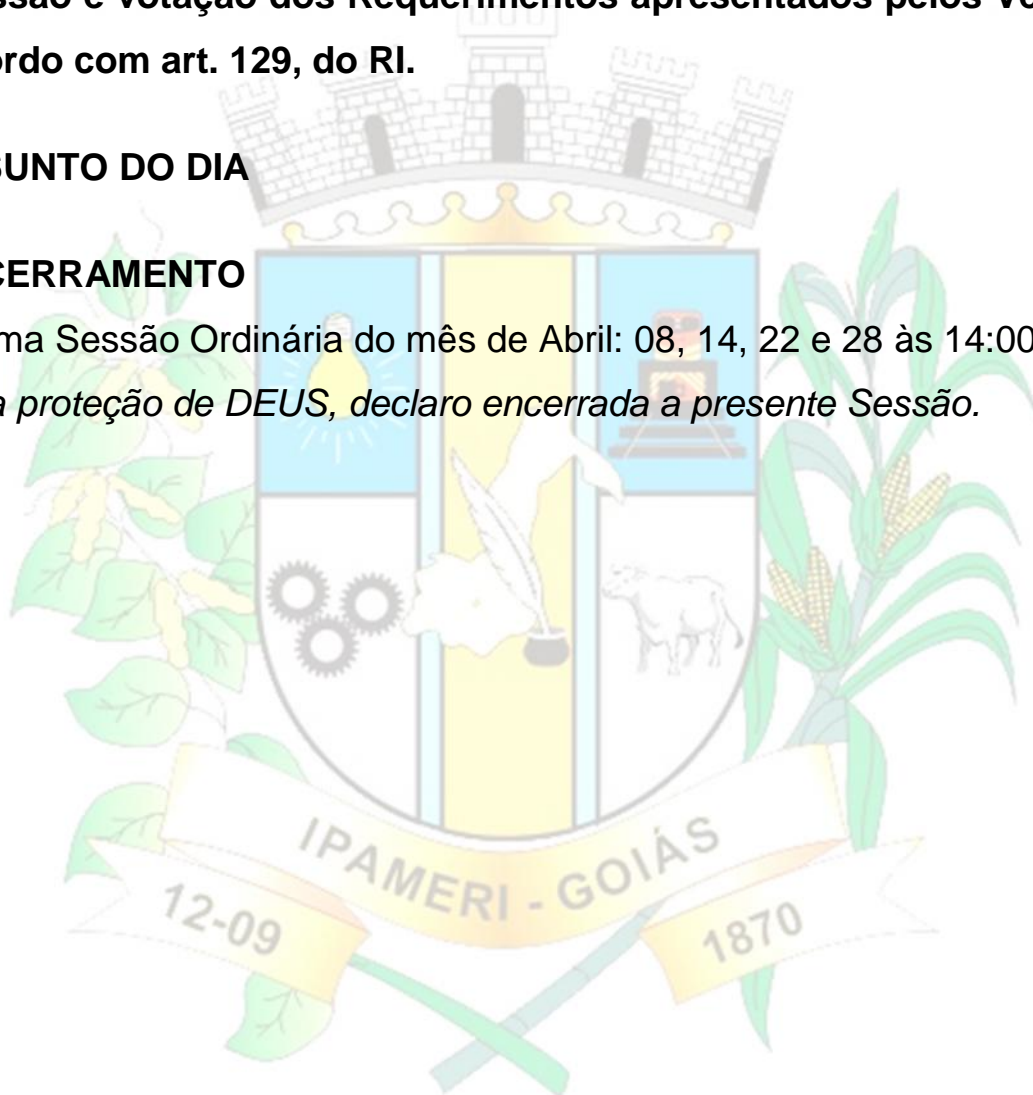 ssão e votação dos Requerimentos apresentados pelos Ve
ordo com art. 129, do RI.
SUNTO DO DIA
CERRAMENTO
ma Sessão Ordinária do mês de Abril: 08, 14, 22 e 28 às 14:00
a proteção de DEUS, declaro encerrada a presente Sessão.
IPAMERI - GOIÁS
12-09
1870